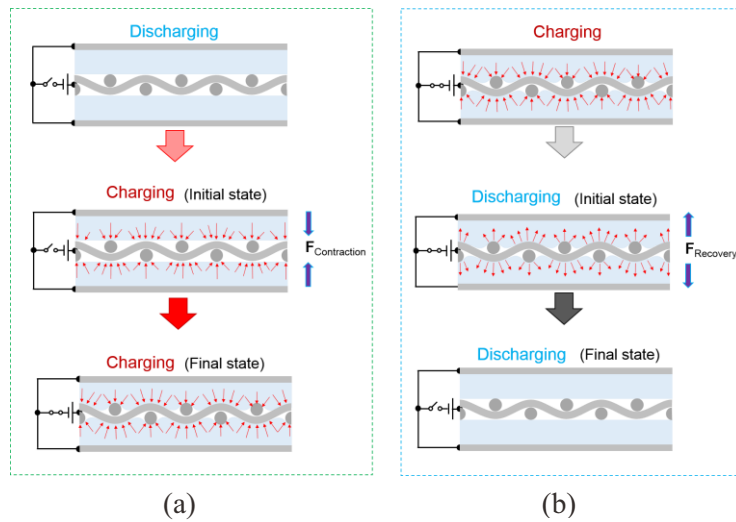 Discharging
Charging (Initial state)
F Contraction
Charging (Final state)
(a)
Charging
Discharging (Initial state)
F Recovery
Discharging (Final state)
(b)